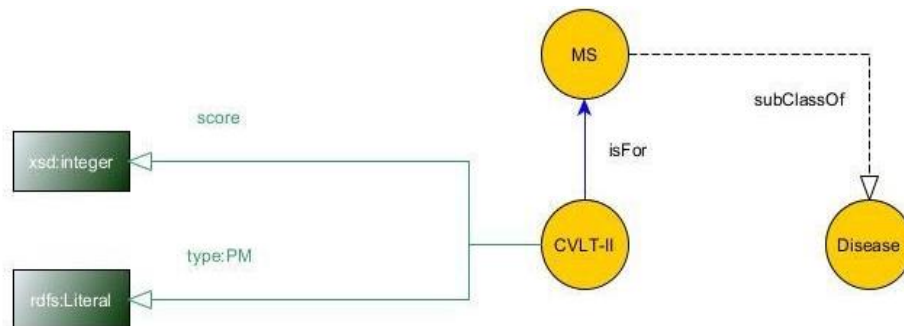 MS
subClassOf
score
isFor
xsd:integer
CVLT-II
Disease
type:PM
rdfs:Literal